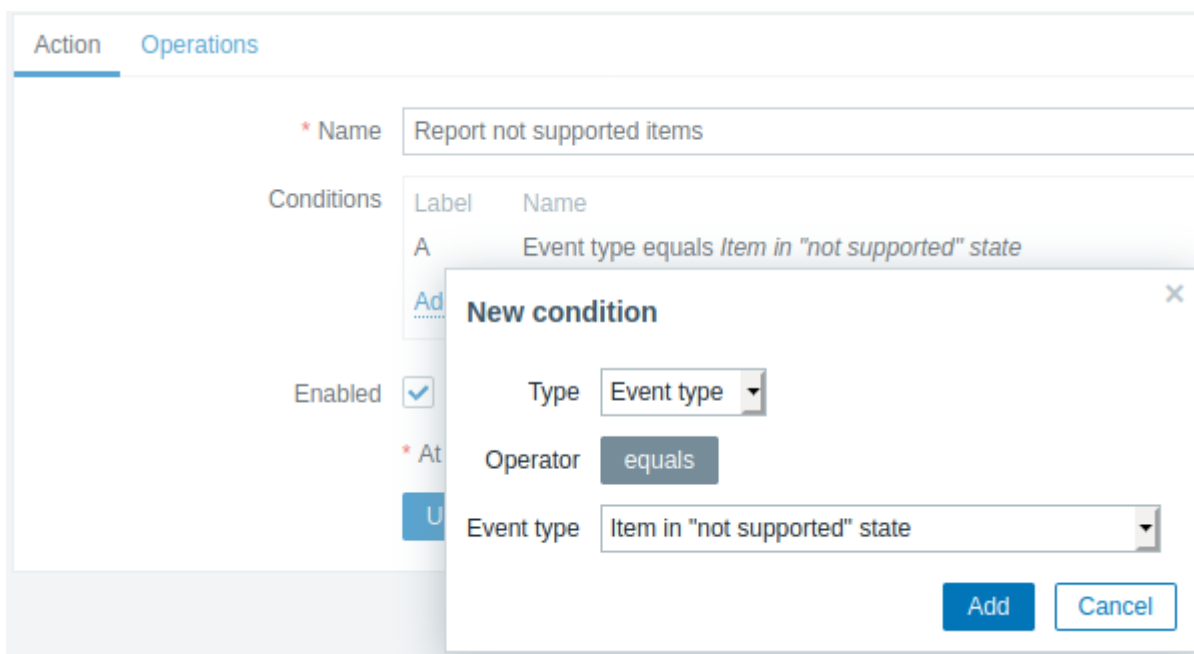 Action Operations
* Name Report not supported items
Conditions Label Name
A Event type equals Item in "not supported" state
Ad
New condition
Type Event type
Enabled
Operator equals
* At
Event type Item in "not supported" state
U
Add Cancel